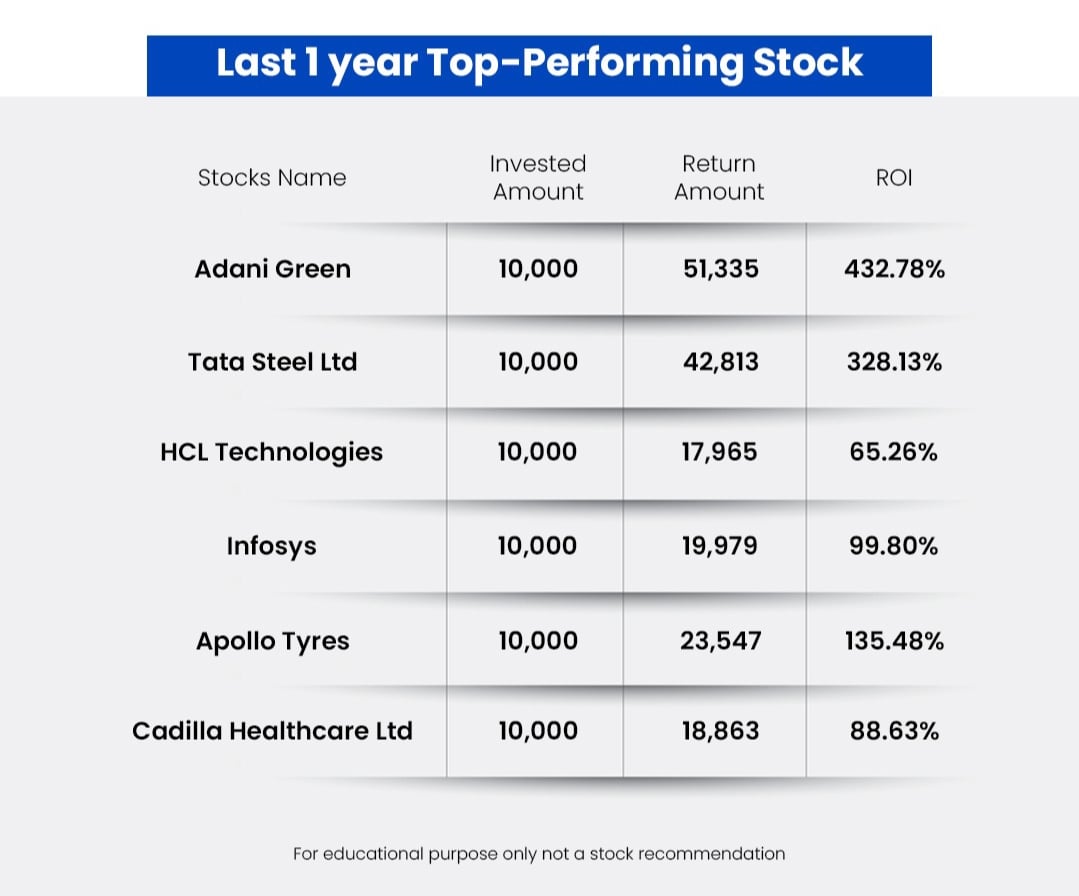 Last 1 year Top-Performing Stock
Stocks Name Invested Amount Return Amount ROI
Adani Green 10,000 51,335 432.78%
Tata Steel Ltd 10,000 42,813 328.13%
HCL Technologies 10,000 17,965 65.26%
Infosys 10,000 19,979 99.80%
Apollo Tyres 10,000 23,547 135.48%
Cadilla Healthcare Ltd 10,000 18,863 88.63%
For educational purpose only not a stock recommendation